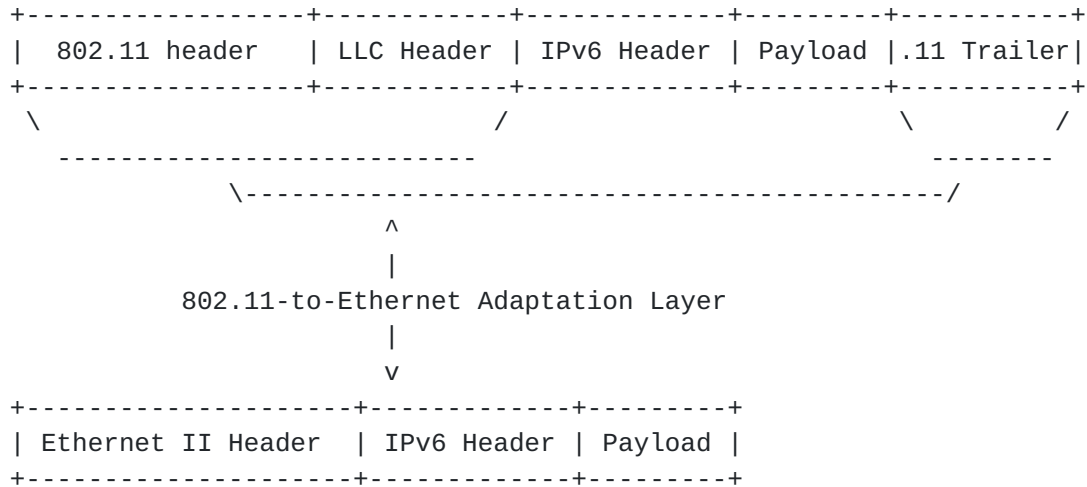 +------------------+------------+-------------+---------+-----------+
|  802.11 header   | LLC Header | IPv6 Header | Payload |.11 Trailer|
+------------------+------------+-------------+---------+-----------+
 \                             /                         \         /
   ---------------------------                             --------
              \---------------------------------------------/
                        ^
                        |
           802.11-to-Ethernet Adaptation Layer
                        |
                        v
+---------------------+-------------+---------+
| Ethernet II Header  | IPv6 Header | Payload |
+---------------------+-------------+---------+